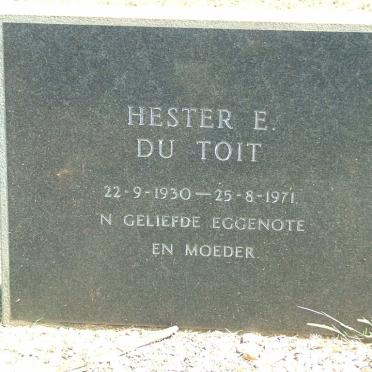 HESTER E.
DU TOIT
22-9-1930 — 25-8-1971.
'N GELIEFDE EGGENOTE
EN MOEDER.